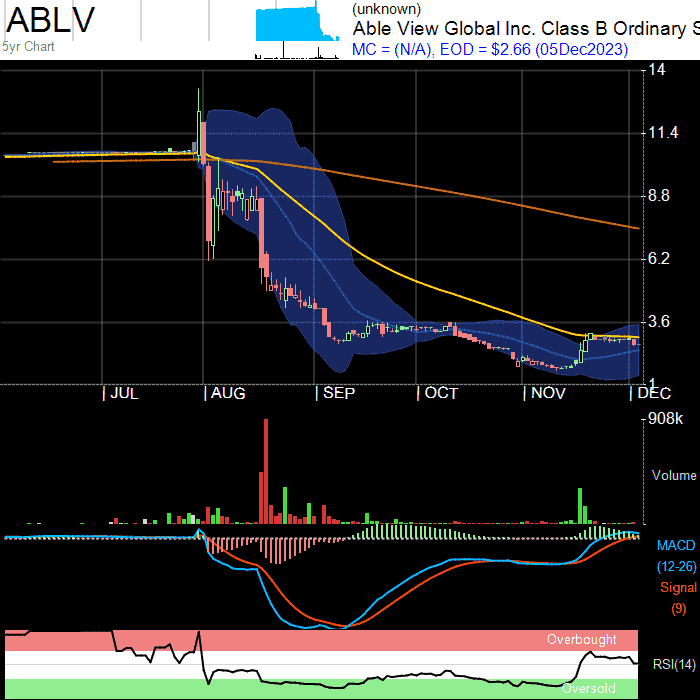 ABLV
5yr Chart
(unknown)
Able View Global Inc. Class B Ordinary S
MC = (N/A), EOD = $2.66 (05Dec2023)
14
11.4
8.8
6.2
3.6
1
JUL AUG SEP OCT NOV DEC
908k
Volume
MACD
(12-26)
Signal
(9)
Overbought
RSI(14)
Oversold